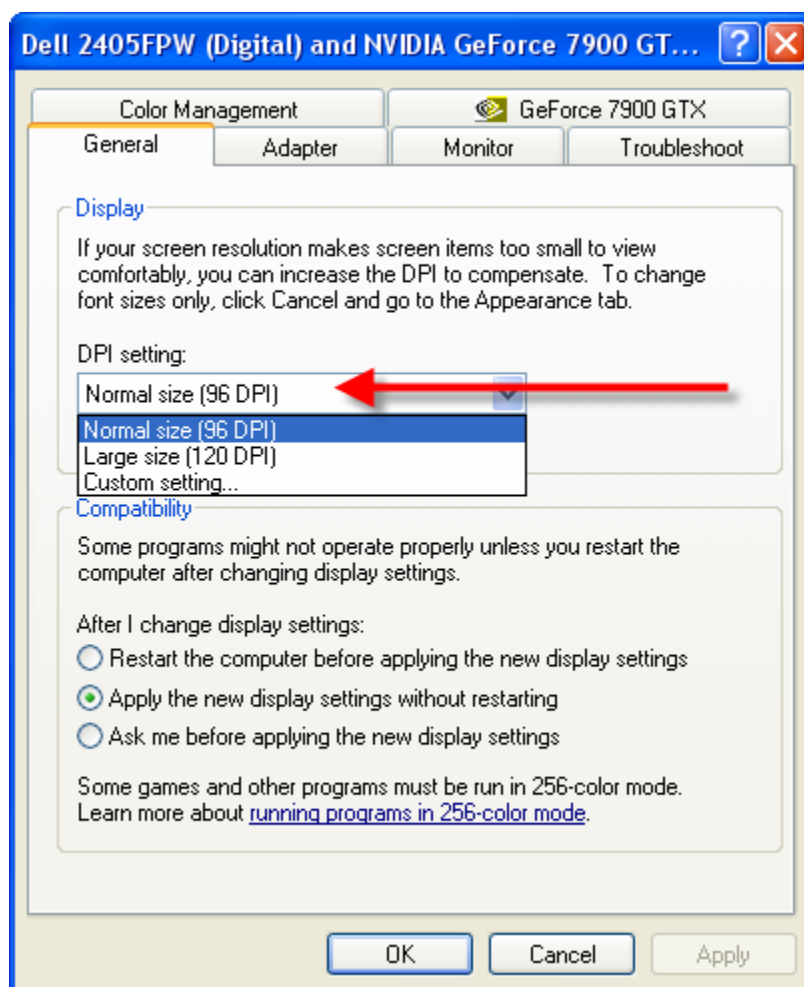 Dell 2405FPW (Digital) and NVIDIA GeForce 7900 GT... ?
Color Management GeForce 7900 GTX
General Adapter Monitor Troubleshoot
Display
If your screen resolution makes screen items too small to view
comfortably, you can increase the DPI to compensate. To change
font sizes only, click Cancel and go to the Appearance tab.
DPI setting:
Normal size (96 DPI)
Normal size (96 DPI)
Large size (120 DPI)
Custom setting...
Compatibility
Some programs might not operate properly unless you restart the
computer after changing display settings.
After I change display settings:
Restart the computer before applying the new display settings
Apply the new display settings without restarting
Ask me before applying the new display settings
Some games and other programs must be run in 256-color mode.
Learn more about running programs in 256-color mode.
OK Cancel Apply